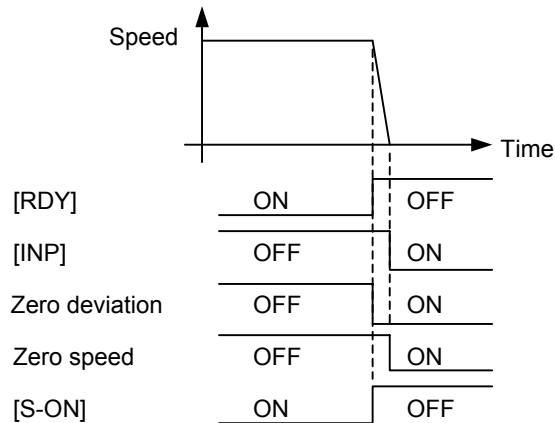 Speed
Time
[RDY] ON OFF
[INP] OFF ON
Zero deviation OFF ON
Zero speed OFF ON
[S-ON] ON OFF